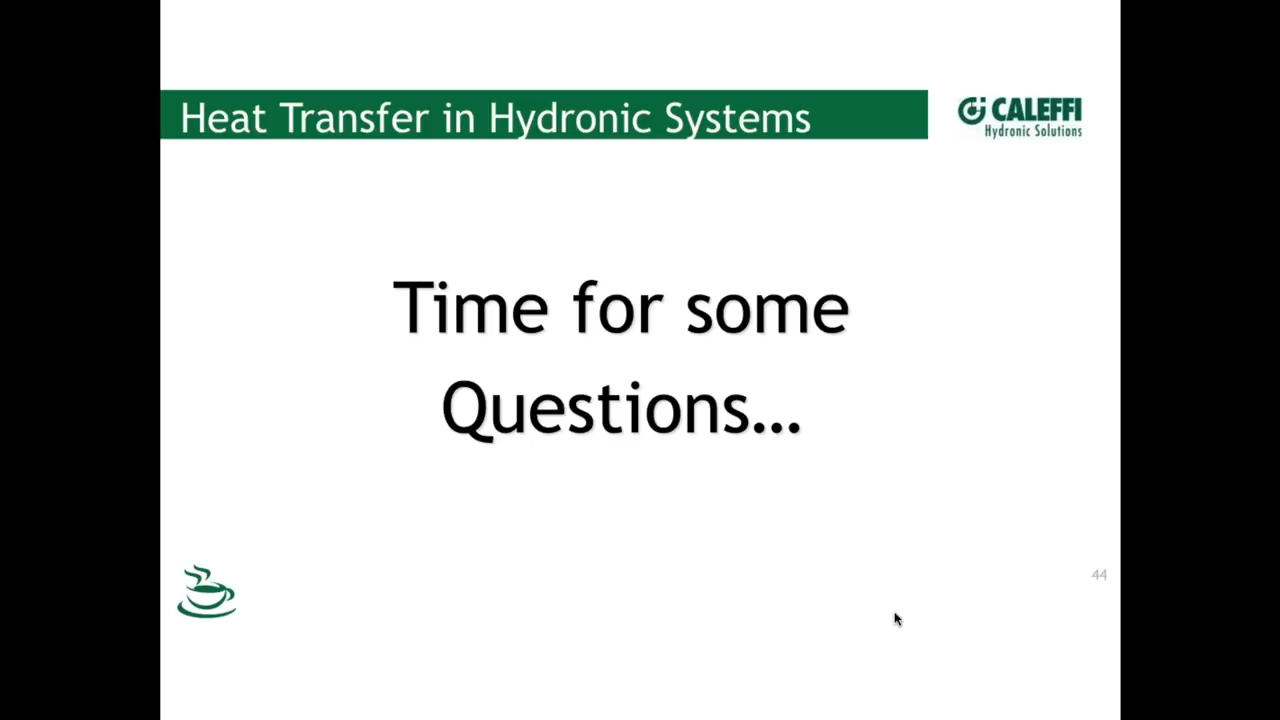 Heat Transfer in Hydronic Systems
CALEFFI
Hydronic Solutions
Time for some
Questions...
44